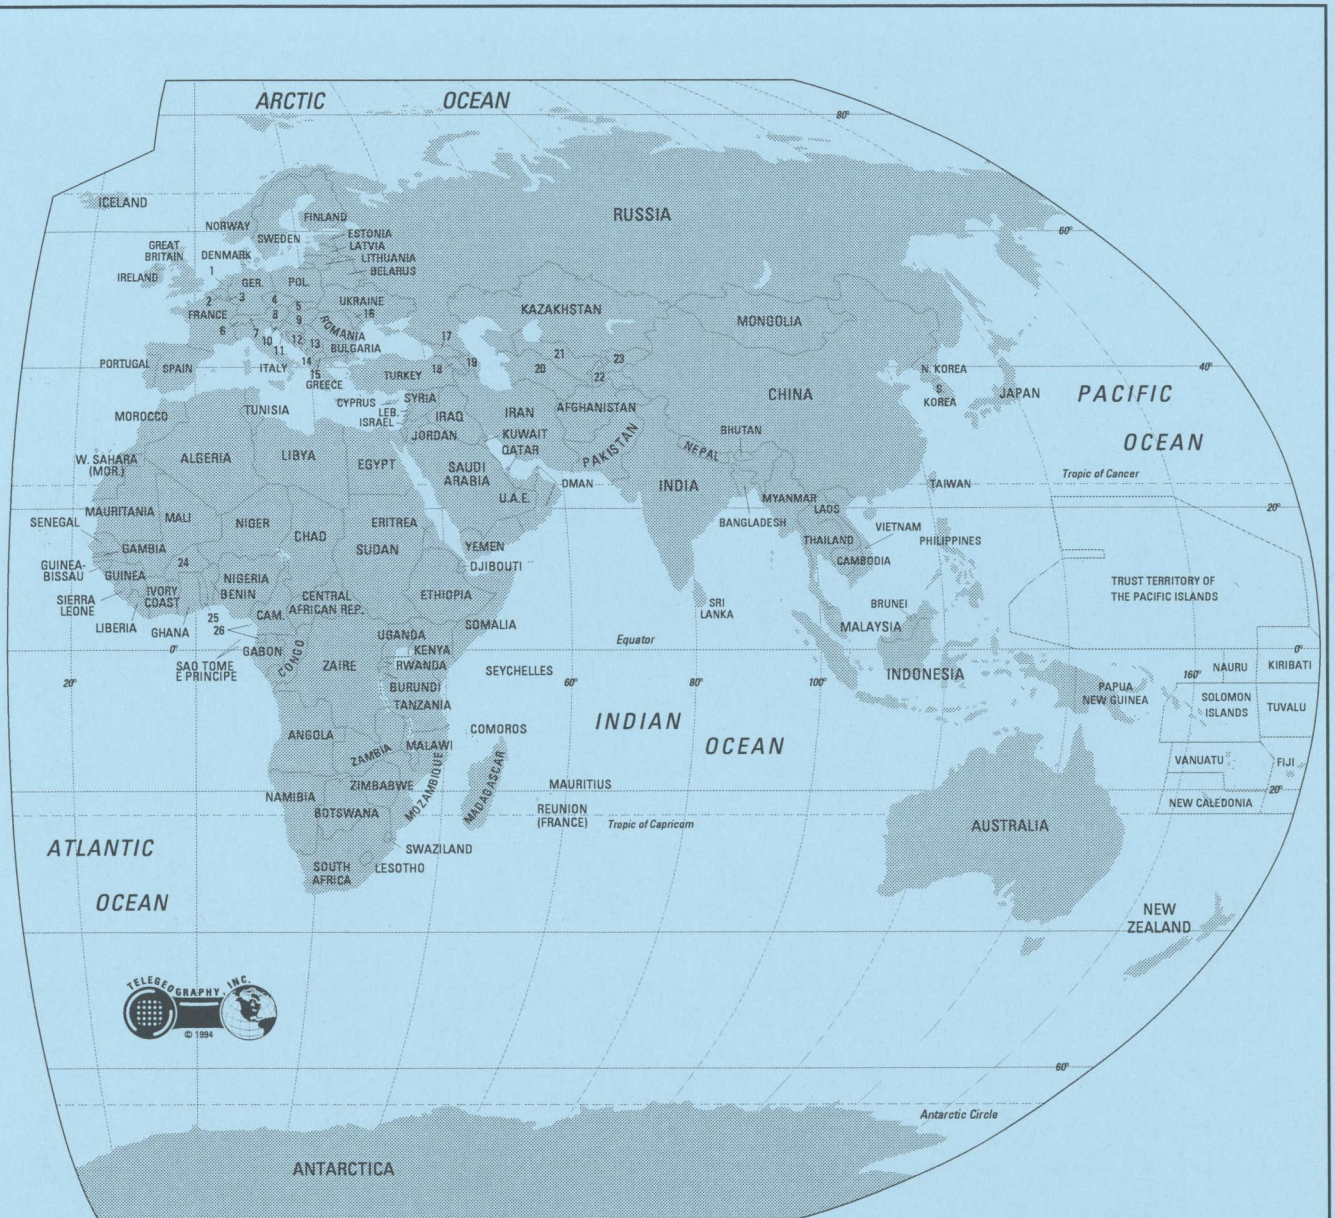 ARCTIC OCEAN
80°
ICELAND
NORWAY
FINLAND
SWEDEN
RUSSIA
60°
GREAT
BRITAIN
DENMARK
ESTONIA
LATVIA
LITHUANIA
BELARUS
IRELAND
1
GER.
POL.
2
3
4
5
UKRAINE
16
FRANCE
6
7
8
9
10
11
12
13
14
15
ROMANIA
BULGARIA
KAZAKHSTAN
MONGOLIA
17
18
19
20
21
22
23
PORTUGAL
SPAIN
ITALY
GREECE
TURKEY
N. KOREA
S.
KOREA
JAPAN
40°
PACIFIC
OCEAN
CHINA
MOROCCO
TUNISIA
CYPRUS
SYRIA
LEB.
ISRAEL
IRAQ
JORDAN
IRAN
AFGHANISTAN
KUWAIT
QATAR
PAKISTAN
NEPAL
BHUTAN
W. SAHARA
(MOR.)
ALGERIA
LIBYA
EGYPT
SAUDI
ARABIA
U.A.E.
OMAN
INDIA
MYANMAR
LAOS
TAIWAN
Tropic of Cancer
20°
MAURITANIA
SENEGAL
MALI
NIGER
CHAD
ERITREA
SUDAN
YEMEN
DJIBOUTI
BANGLADESH
THAILAND
VIETNAM
CAMBODIA
PHILIPPINES
GAMBIA
GUINEA-
BISSAU
GUINEA
24
NIGERIA
BENIN
IVORY
COAST
SIERRA
LEONE
LIBERIA
GHANA
25
26
CAM.
CENTRAL
AFRICAN REP.
ETHIOPIA
SOMALIA
SRI
LANKA
BRUNEI
MALAYSIA
TRUST TERRITORY OF
THE PACIFIC ISLANDS
0°
SAO TOME
E PRINCIPE
GABON
CONGO
ZAIRE
UGANDA
KENYA
RWANDA
BURUNDI
TANZANIA
SEYCHELLES
Equator
0°
20°
60°
80°
100°
160°
INDONESIA
PAPUA
NEW GUINEA
NAURU
KIRIBATI
SOLOMON
ISLANDS
TUVALU
INDIAN
OCEAN
ANGOLA
ZAMBIA
MALAWI
COMOROS
MOZAMBIQUE
MADAGASCAR
VANUATU
FIJI
NAMIBIA
ZIMBABWE
BOTSWANA
MAURITIUS
REUNION
(FRANCE)
Tropic of Capricorn
20°
NEW CALEDONIA
AUSTRALIA
SWAZILAND
LESOTHO
SOUTH
AFRICA
ATLANTIC
OCEAN
NEW
ZEALAND
TELEGEOGRAPHY, INC.
© 1994
60°
Antarctic Circle
ANTARCTICA